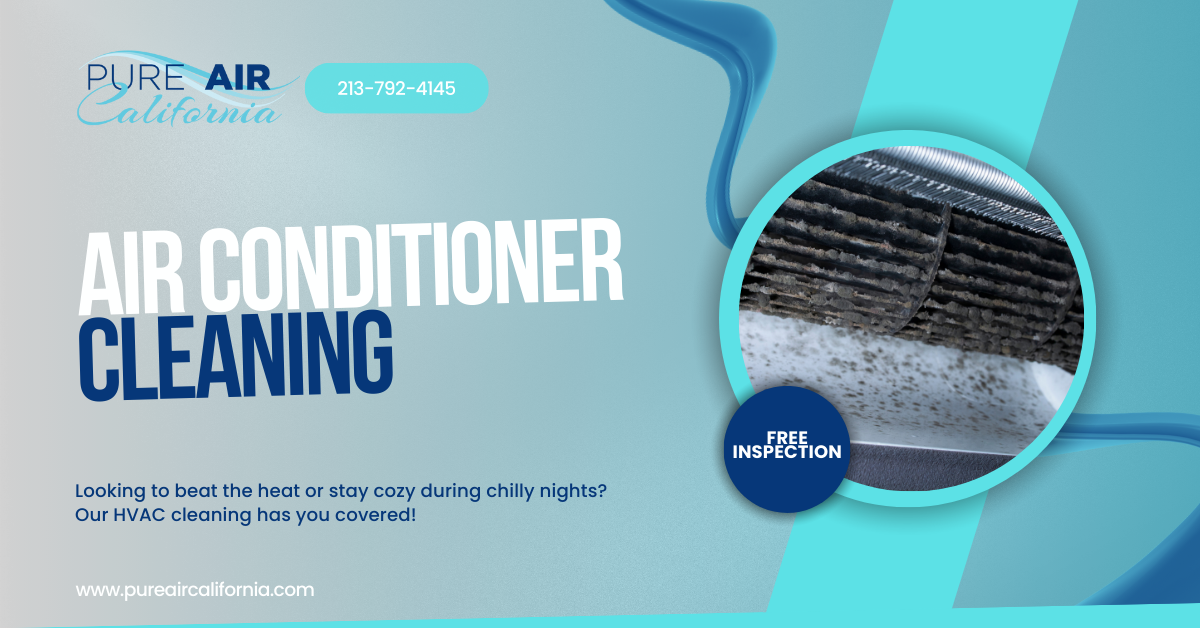 PURE AIR
California
213-792-4145
AIR CONDITIONER
CLEANING
FREE
INSPECTION
Looking to beat the heat or stay cozy during chilly nights?
Our HVAC cleaning has you covered!
www.pureaircalifornia.com